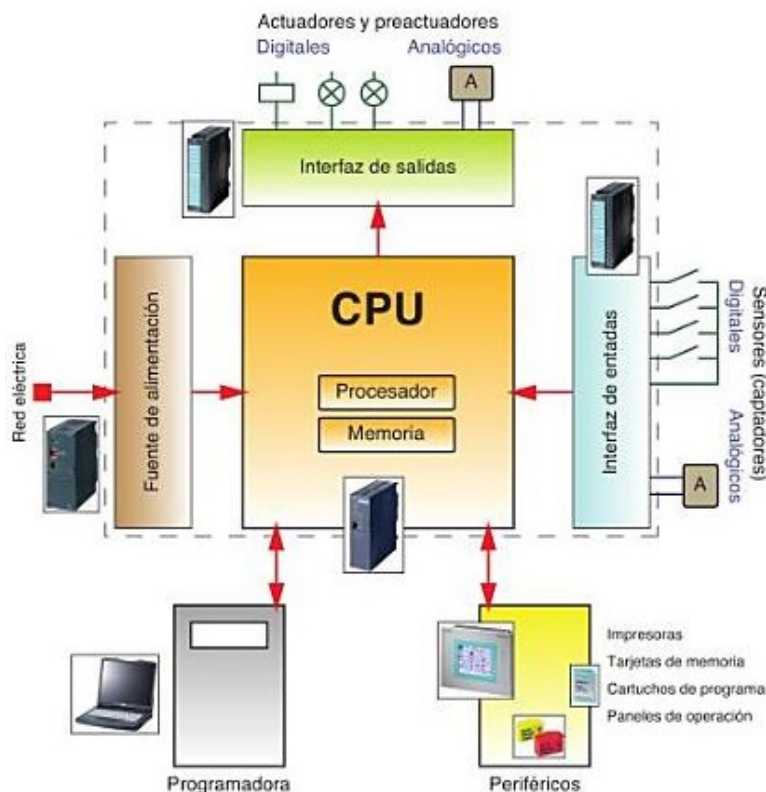 Actuadores y preactuadores
Digitales
Analógicos
A
Interfaz de salidas
CPU
Procesador
Memoria
Red eléctrica
Fuente de alimentación
Interfaz de entadas
Digitales
Analógicos
Sensores (captadores)
A
Impresoras
Tarjetas de memoria
Cartuchos de programa
Paneles de operación
Programadora
Periféricos